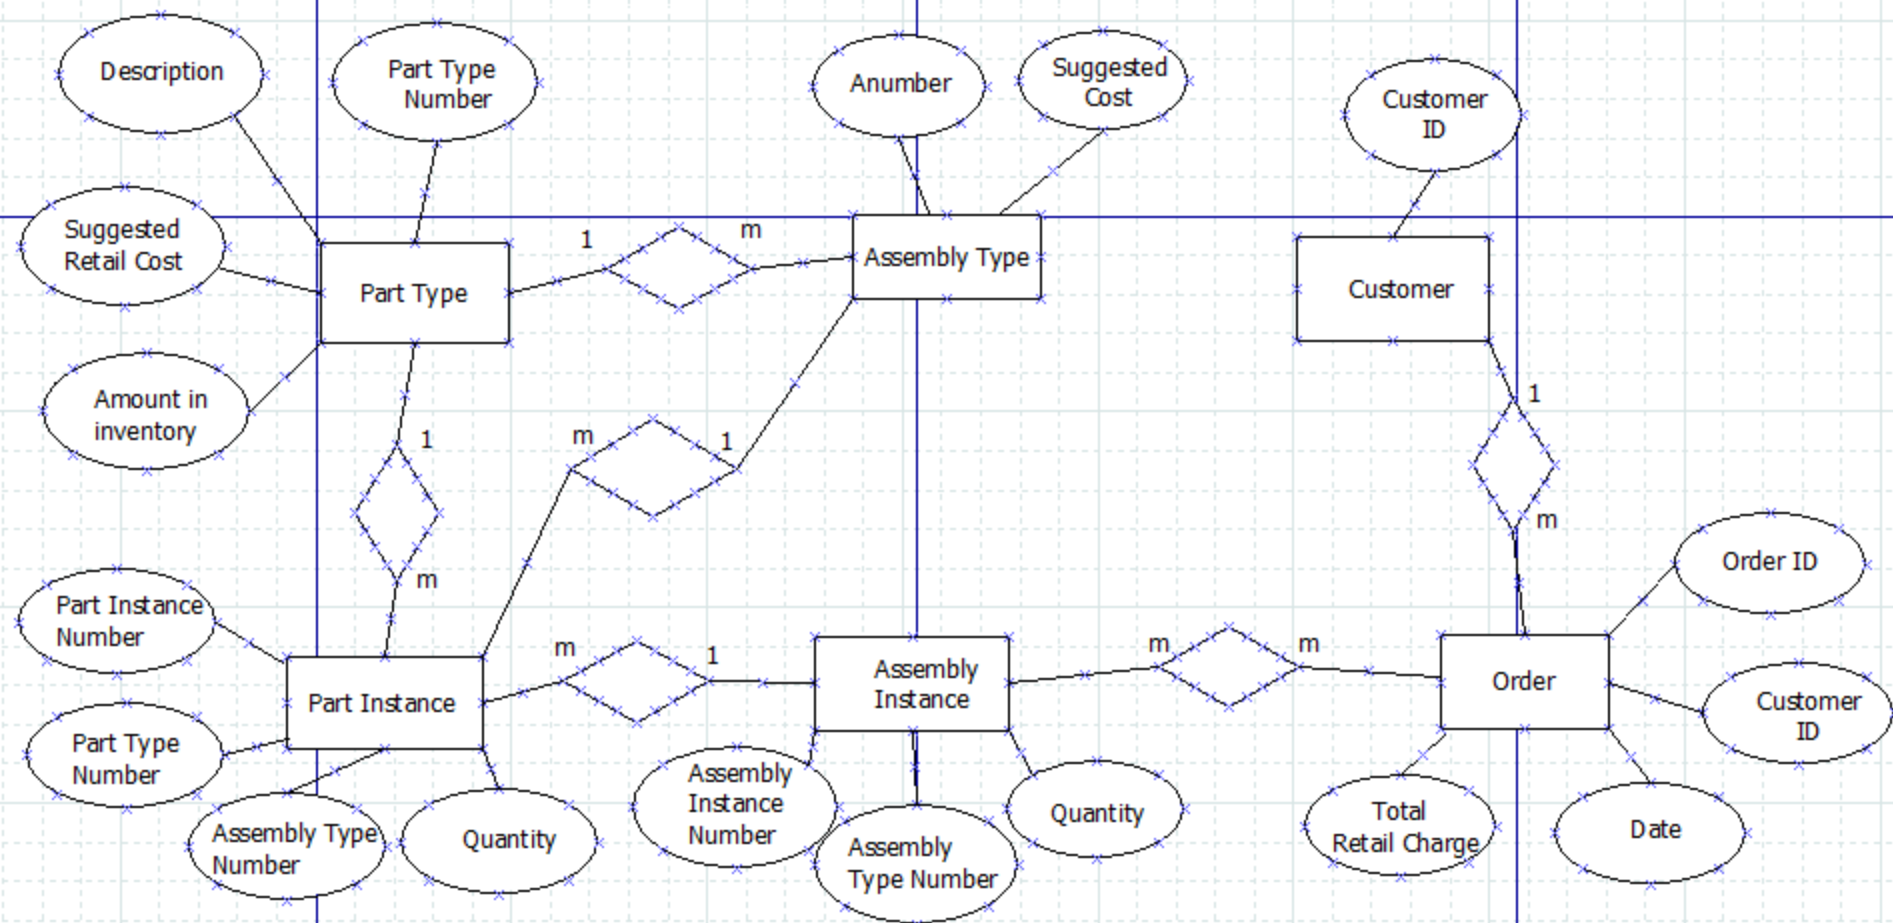 Description
Part Type
Number
Anumber
Suggested
Cost
Customer
ID
Suggested
Retail Cost
Part Type
1
m
Assembly Type
Customer
Amount in
inventory
1
m
m
1
1
m
Order ID
Part Instance
Number
Part Instance
m
1
Assembly
Instance
m
m
Order
Customer
ID
Part Type
Number
Assembly Type
Number
Quantity
Assembly
Instance
Number
Assembly
Type Number
Quantity
Total
Retail Charge
Date